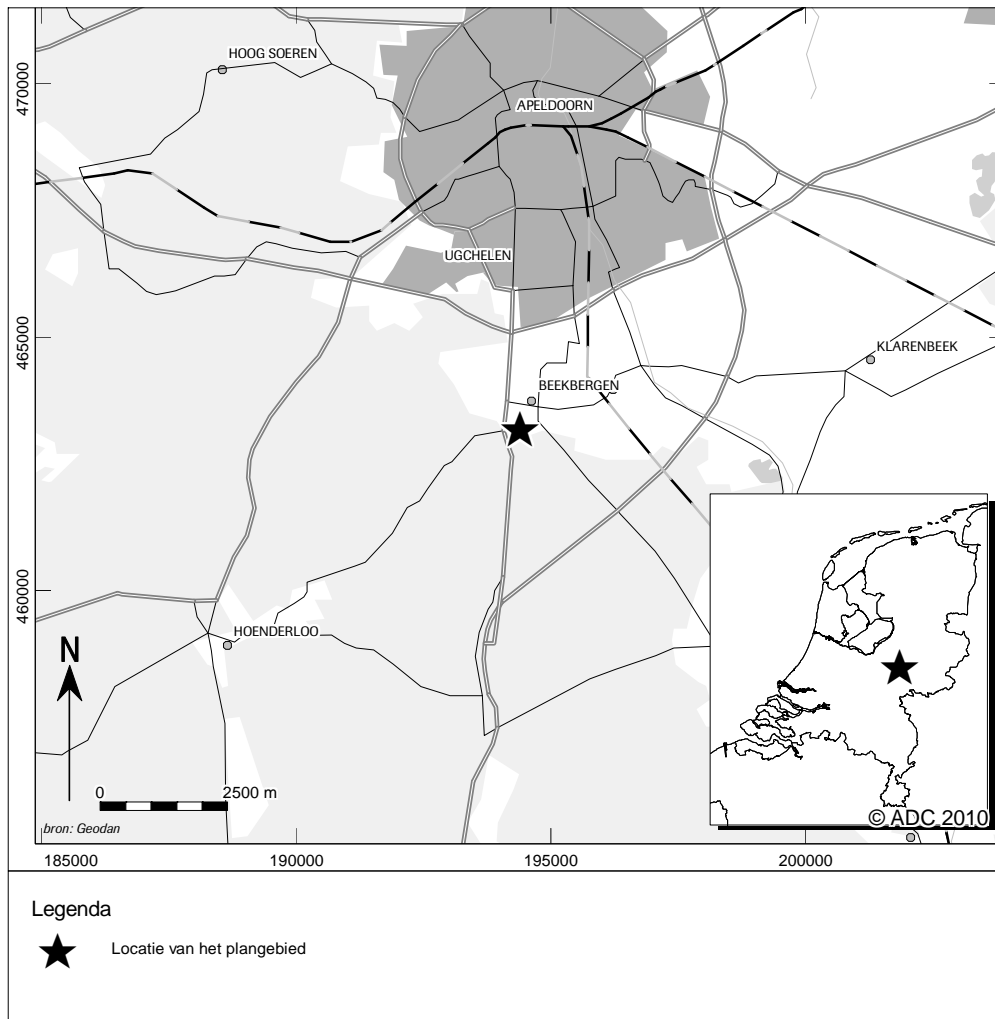 HOOG SOEREN
470000
APELDOORN
UGCHELEN
465000
KLARENBEEK
BEEKBERGEN
460000
HOENDERLOO
N
0 2500 m
bron: Geodan
© ADC 2010
185000 190000 195000 200000
Legenda
Locatie van het plangebied